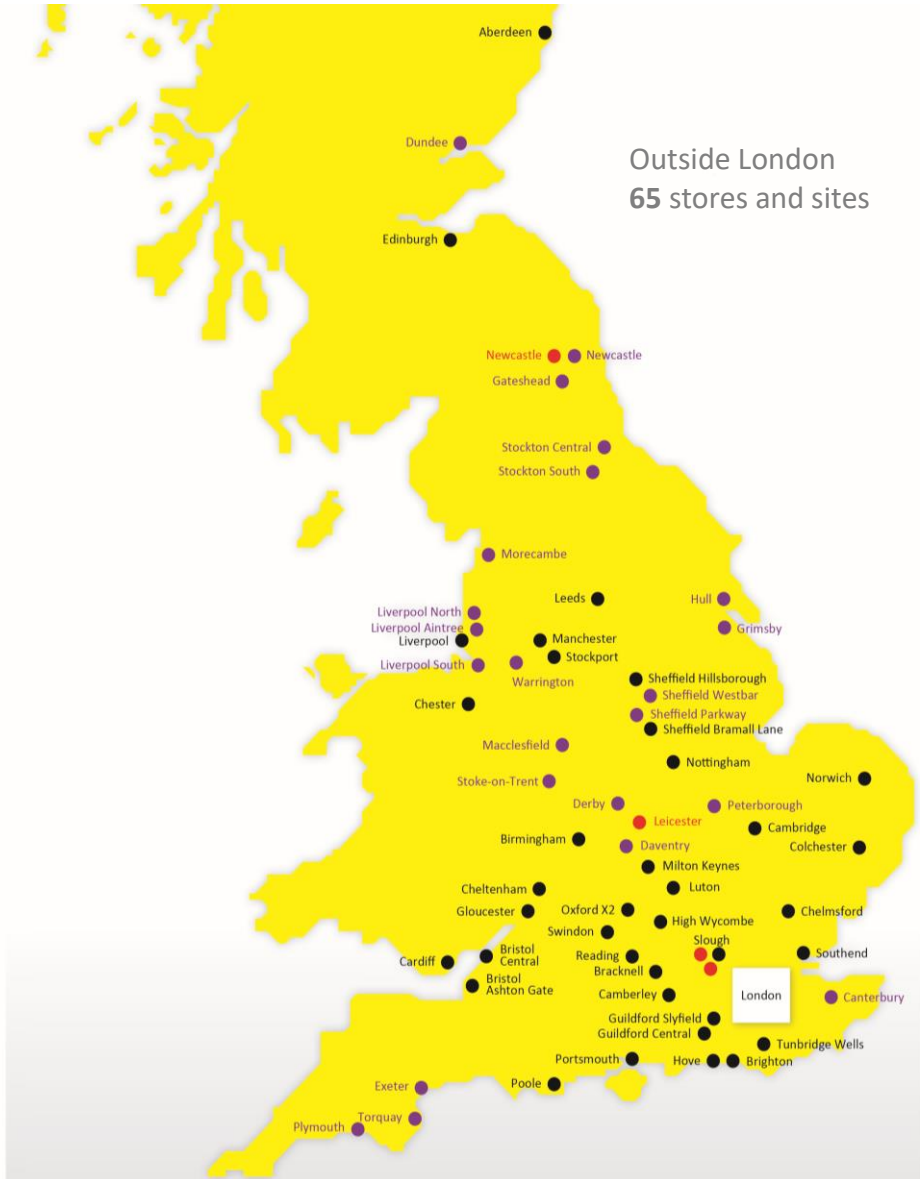 Aberdeen
Dundee
Outside London
65 stores and sites
Edinburgh
Newcastle
Newcastle
Gateshead
Stockton Central
Stockton South
Morecambe
Leeds
Hull
Liverpool North
Grimsby
Liverpool Aintree
Liverpool
Manchester
Stockport
Liverpool South
Warrington
Sheffield Hillsborough
Sheffield Westbar
Chester
Sheffield Parkway
Sheffield Bramall Lane
Macclesfield
Nottingham
Norwich
Stoke-on-Trent
Derby
Peterborough
Leicester
Cambridge
Birmingham
Daventry
Colchester
Milton Keynes
Cheltenham
Luton
Gloucester
Oxford X2
Chelmsford
High Wycombe
Swindon
Slough
Bristol
Central
Reading
Southend
Cardiff
Bracknell
Bristol
Ashton Gate
Camberley
London
Canterbury
Guildford Slyfield
Guildford Central
Tunbridge Wells
Portsmouth
Hove
Brighton
Poole
Exeter
Torquay
Plymouth